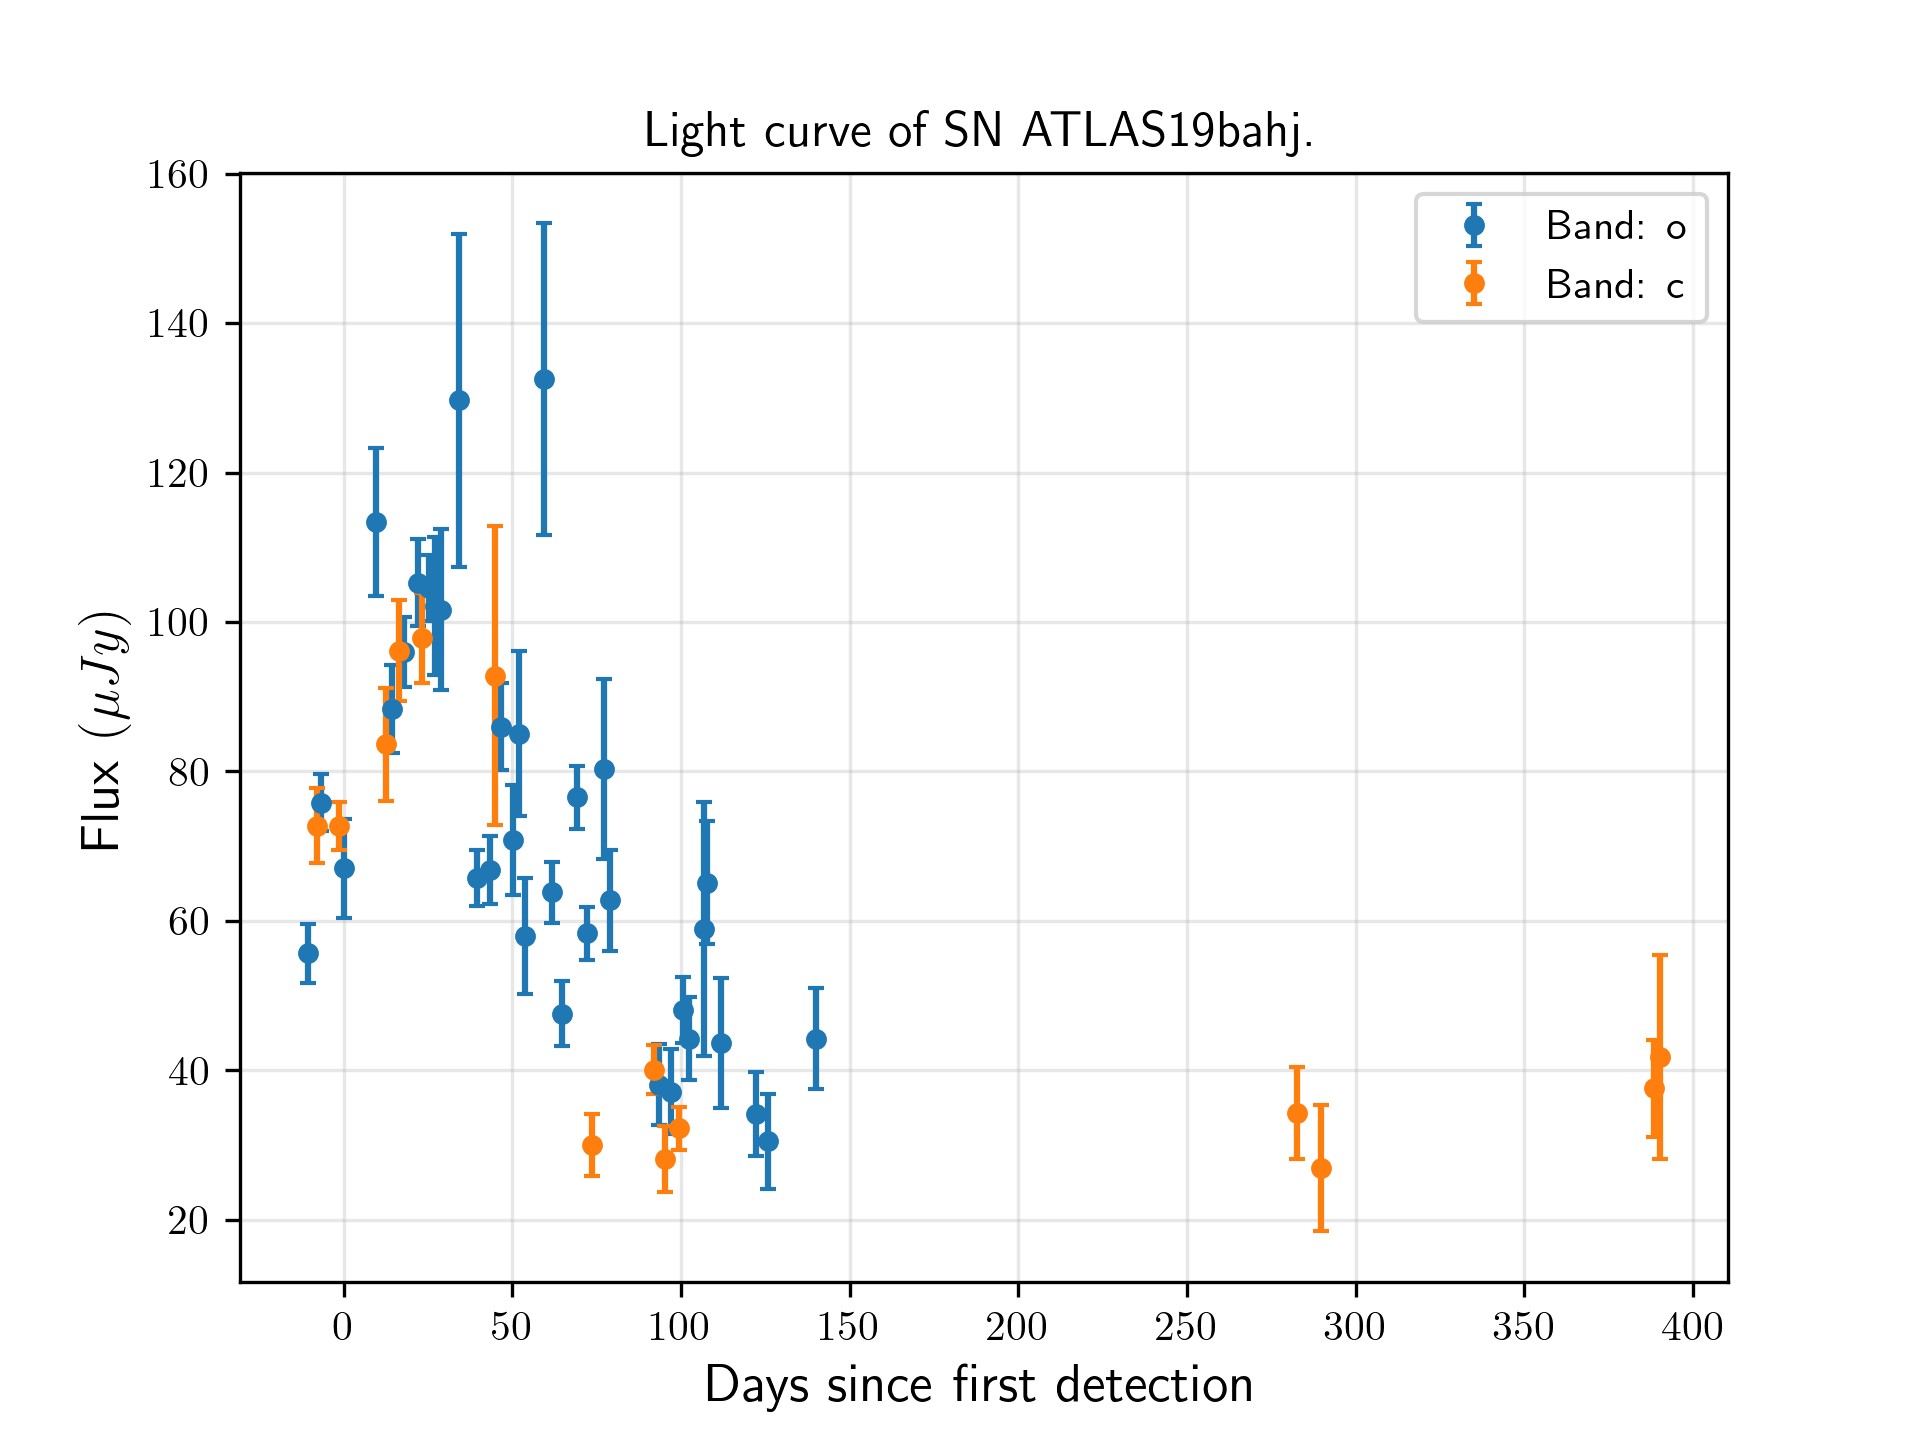 Light curve of SN ATLAS19bahj.
160
140
120
100
80
60
40
20
Flux (μJy)
Band: o
Band: c
0 50 100 150 200 250 300 350 400
Days since first detection